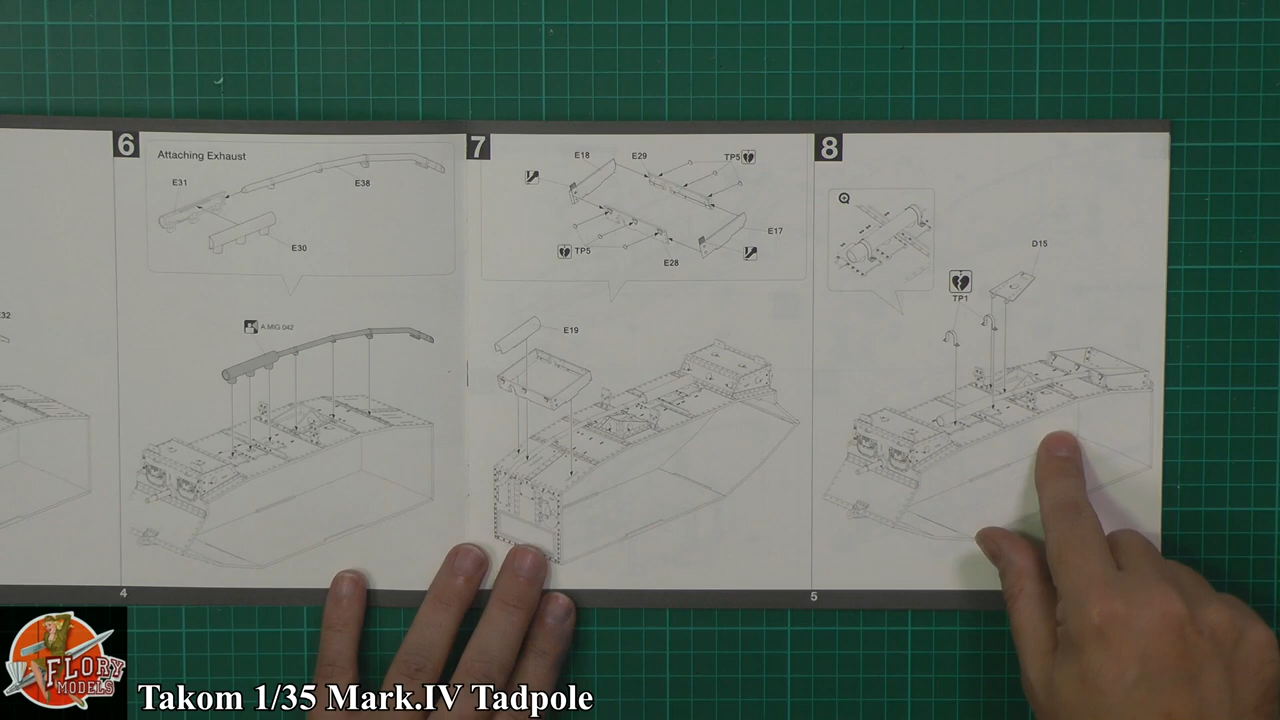 6
Attaching Exhaust
E31
E38
E30
E32
A.MIG 042
4
7
E18
E29
TP5
E17
TP5
E28
E19
8
D15
TP1
5
FLORY
MODELS
Takom 1/35 Mark.IV Tadpole